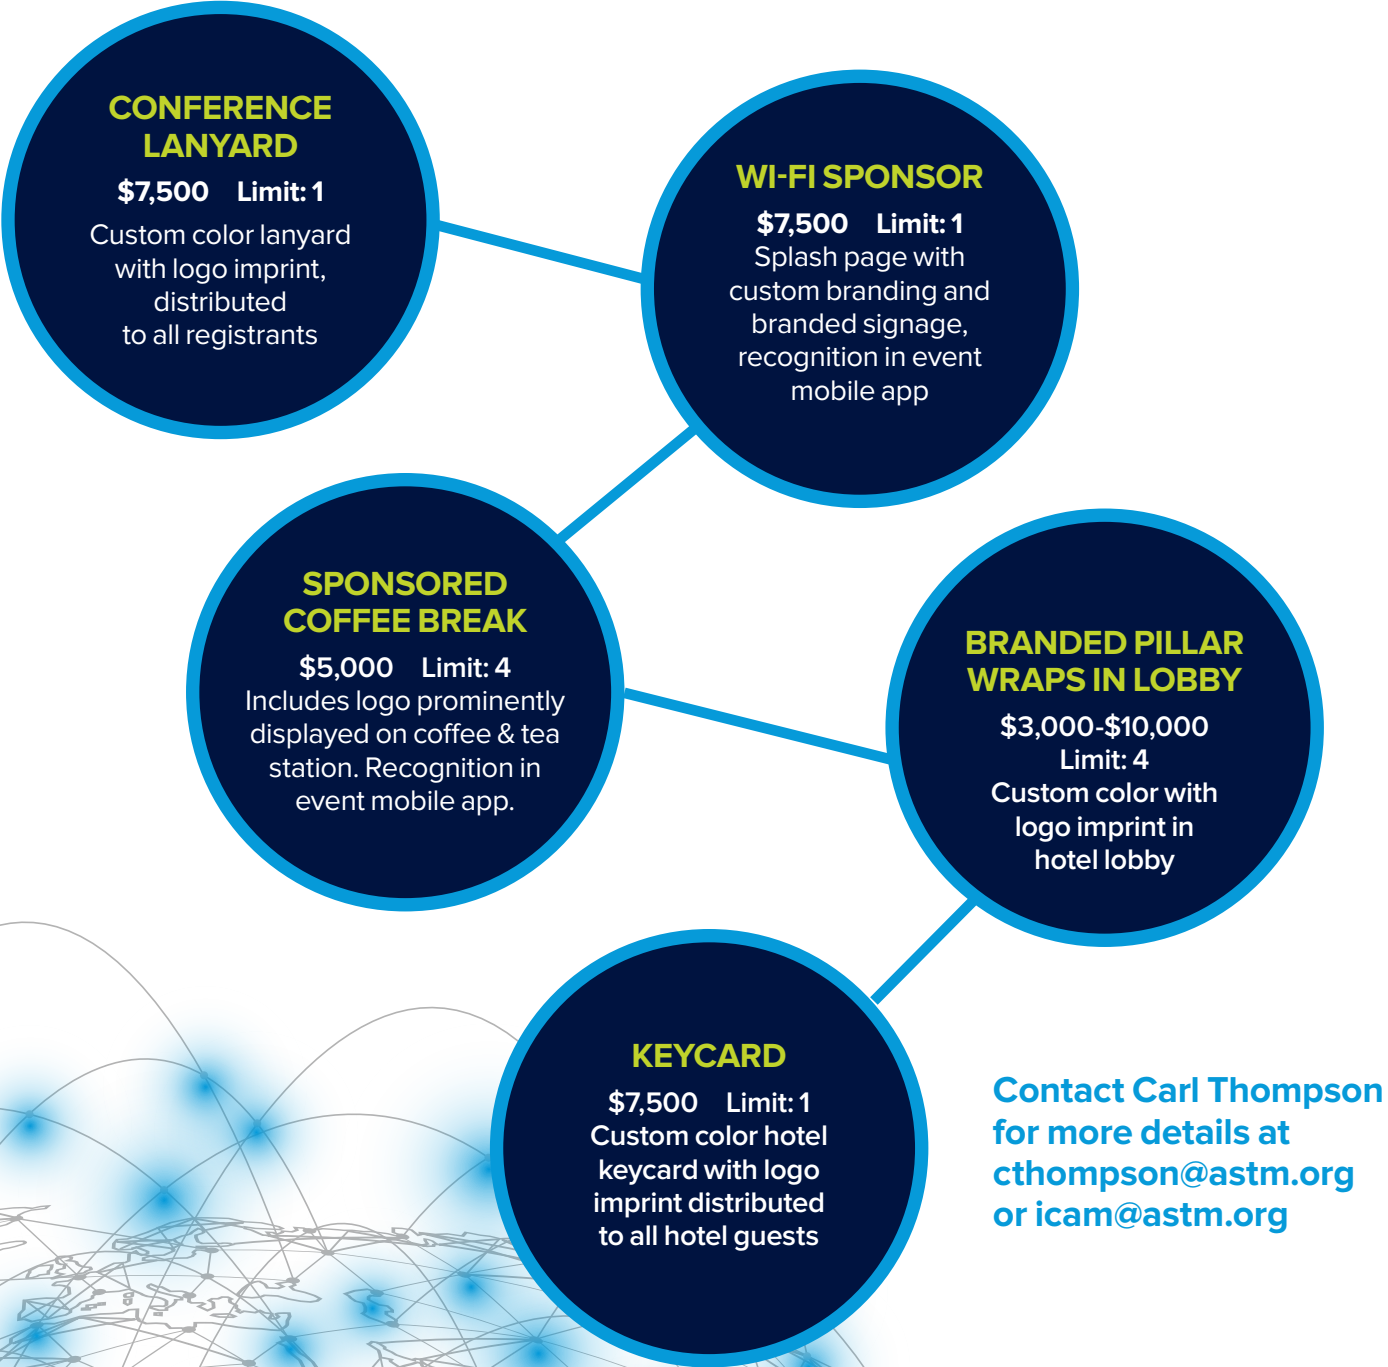 CONFERENCE
LANYARD
$7,500 Limit: 1
Custom color lanyard
with logo imprint,
distributed
to all registrants
WI-FI SPONSOR
$7,500 Limit: 1
Splash page with
custom branding and
branded signage,
recognition in event
mobile app
SPONSORED
COFFEE BREAK
$5,000 Limit: 4
Includes logo prominently
displayed on coffee & tea
station. Recognition in
event mobile app.
BRANDED PILLAR
WRAPS IN LOBBY
$3,000-$10,000
Limit: 4
Custom color with
logo imprint in
hotel lobby
KEYCARD
$7,500 Limit: 1
Custom color hotel
keycard with logo
imprint distributed
to all hotel guests
Contact Carl Thompson
for more details at
cthompson@astm.org
or icam@astm.org